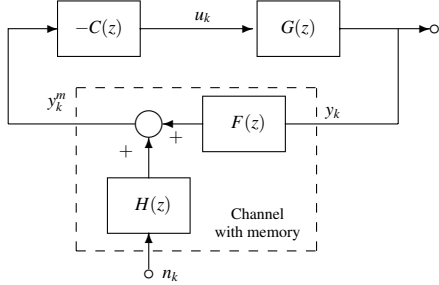 −C(z)
u_k
G(z)
y_k^m
F(z)
y_k
+
+
H(z)
Channel
with memory
n_k